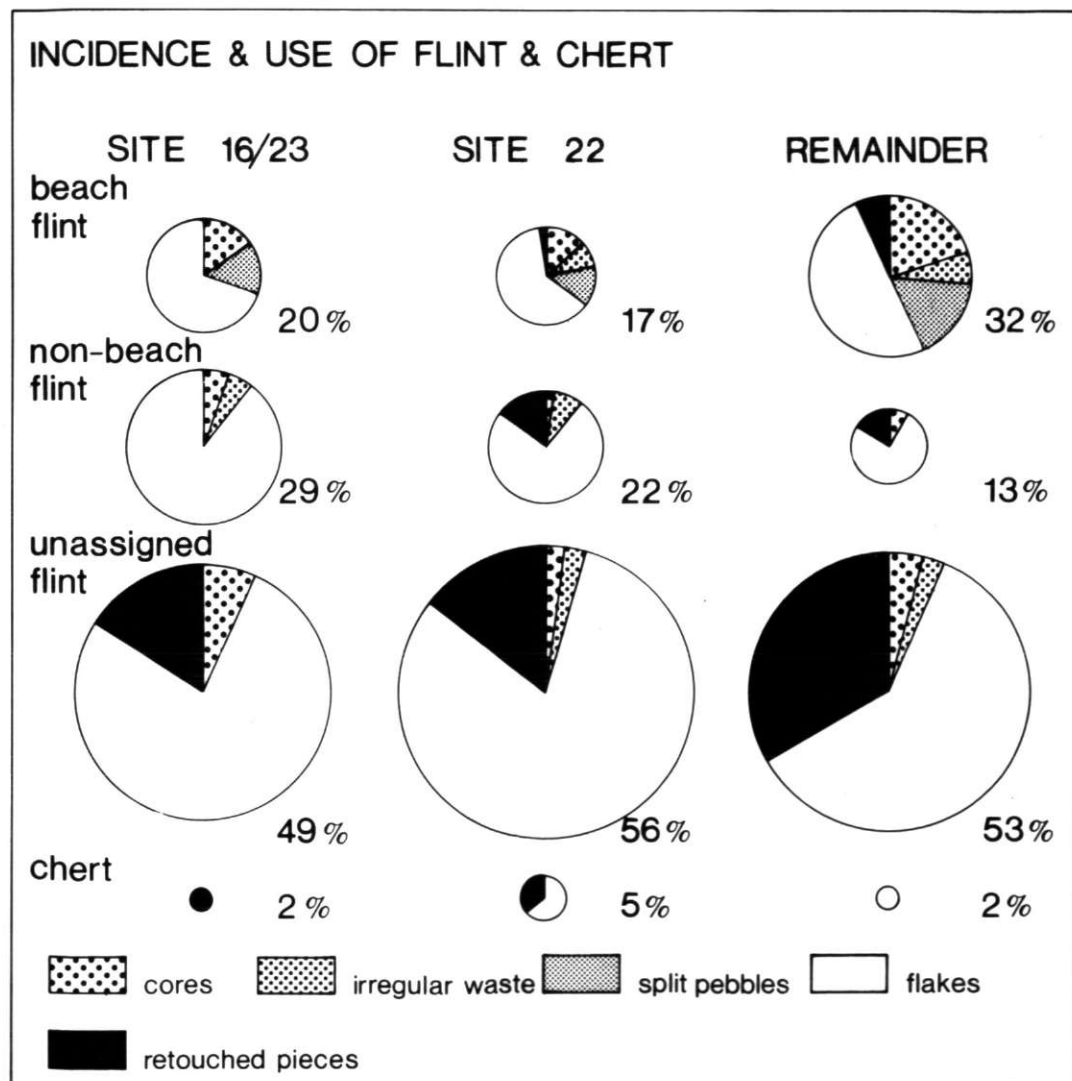 INCIDENCE & USE OF FLINT & CHERT
SITE 16/23 SITE 22 REMAINDER
beach
flint
20% 17% 32%
non-beach
flint
29% 22% 13%
unassigned
flint
49% 56% 53%
chert
2% 5% 2%
cores irregular waste split pebbles flakes
retouched pieces